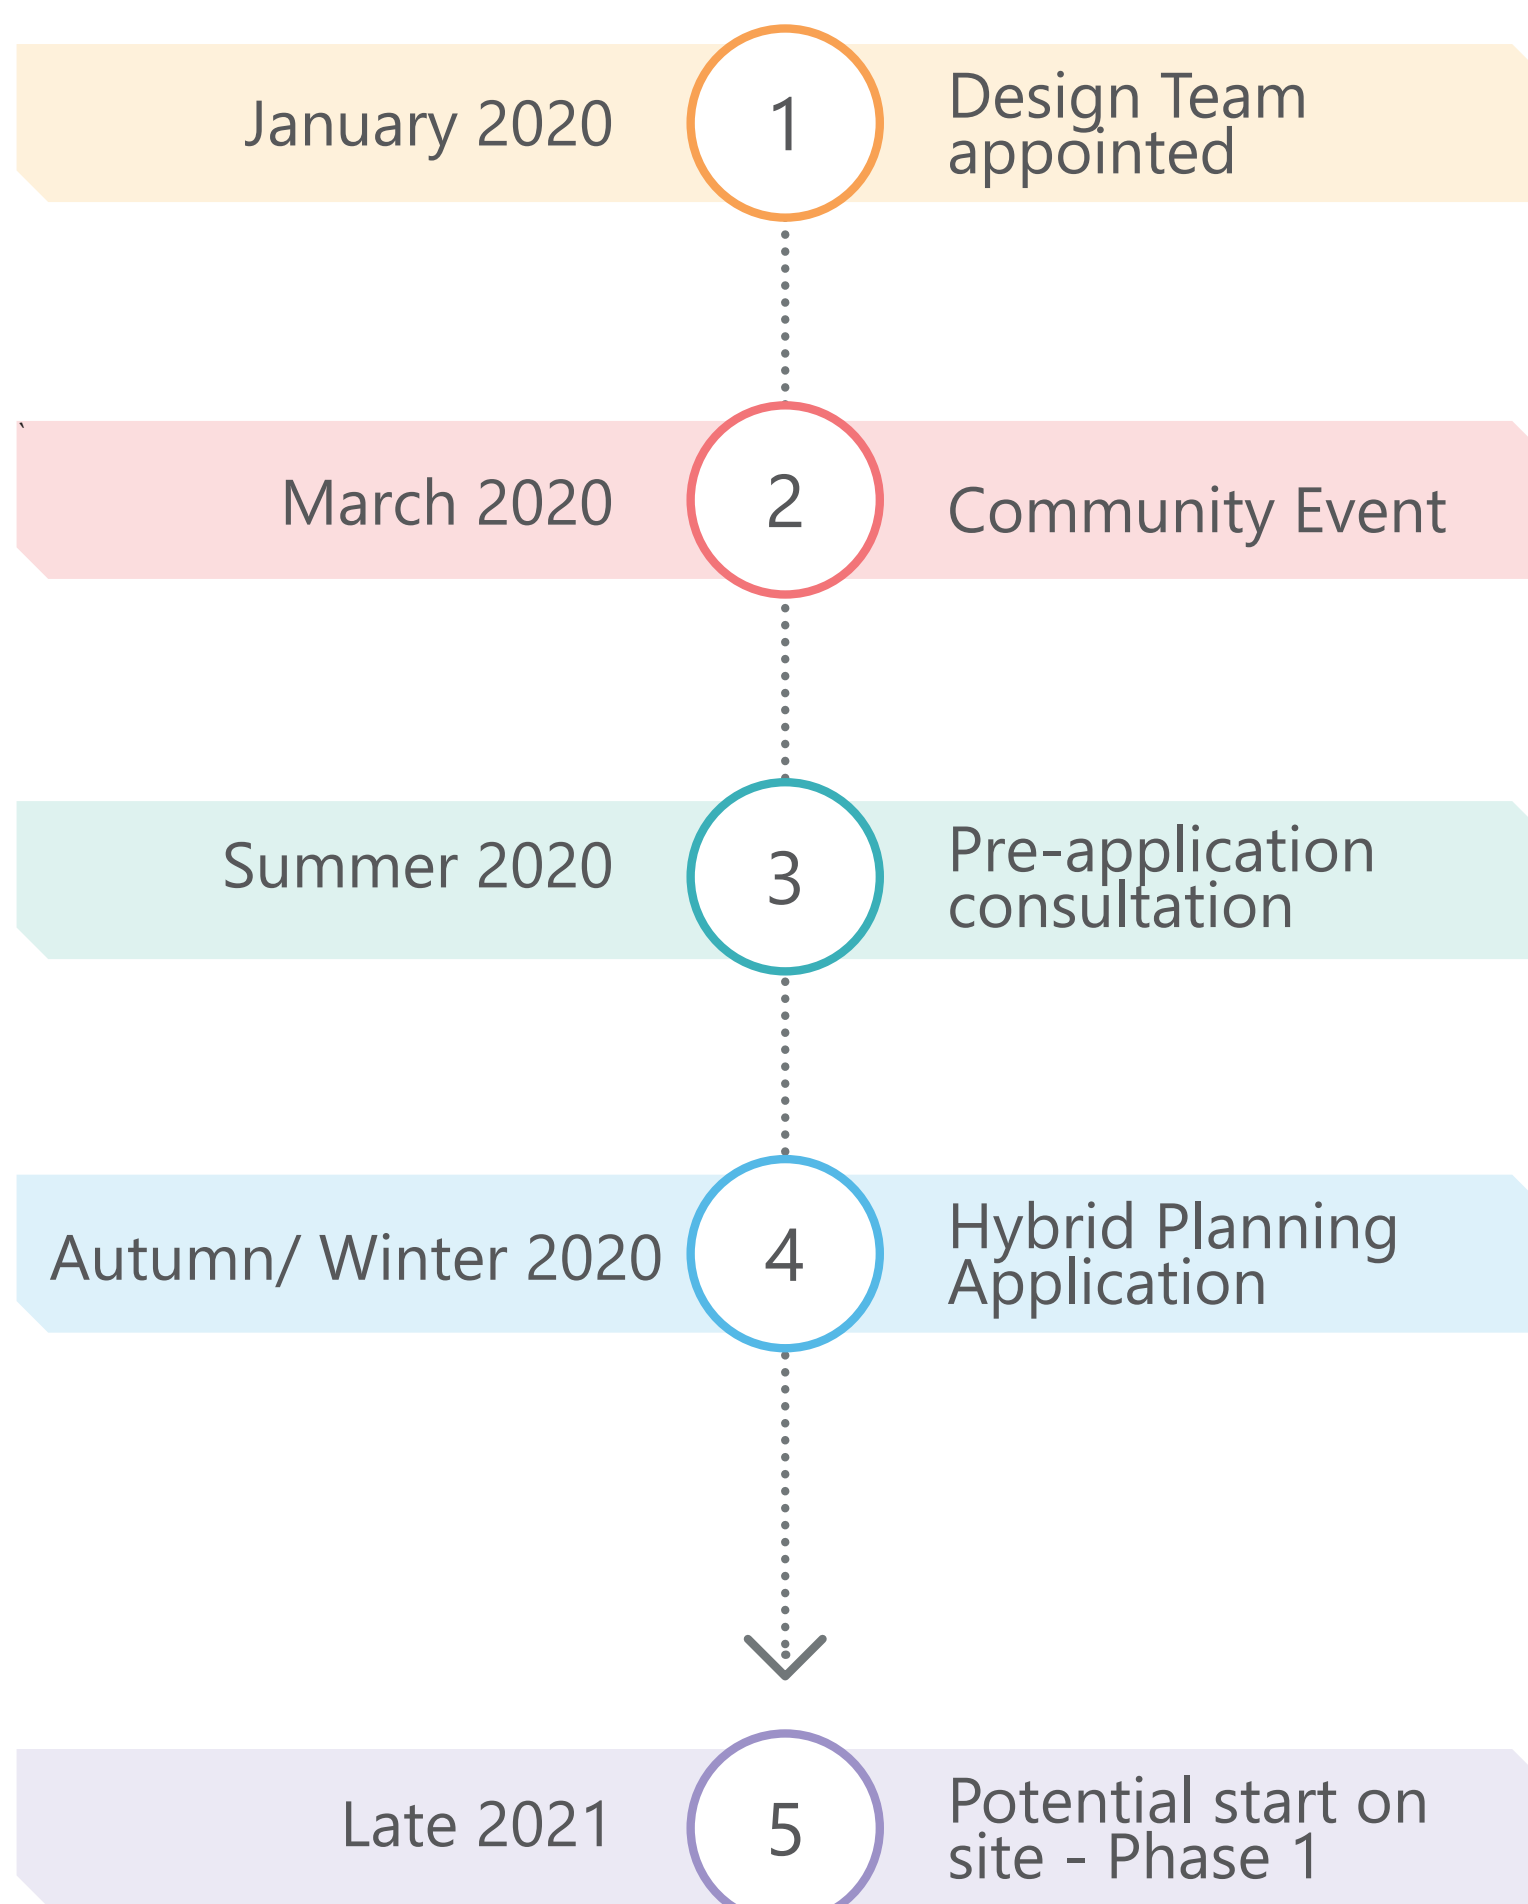 January 2020
1
Design Team
appointed
`
March 2020
2
Community Event
Summer 2020
3
Pre-application
consultation
Autumn/ Winter 2020
4
Hybrid Planning
Application
Late 2021
5
Potential start on
site - Phase 1